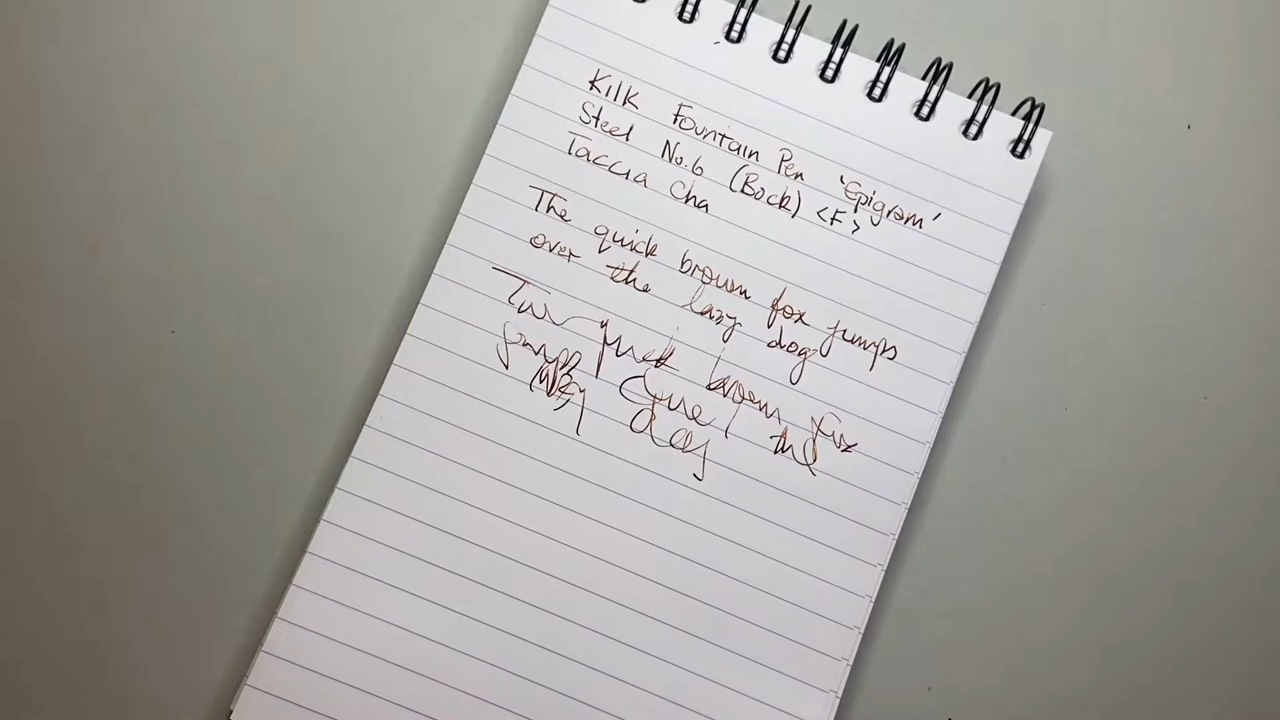 Kilk Fountain Pen 'Epigram'
Steel No.6 (Bock) <F>
Taccia Cha
The quick brown fox jumps
over the lazy dog
quick brown fox
jumps the
lazy dog